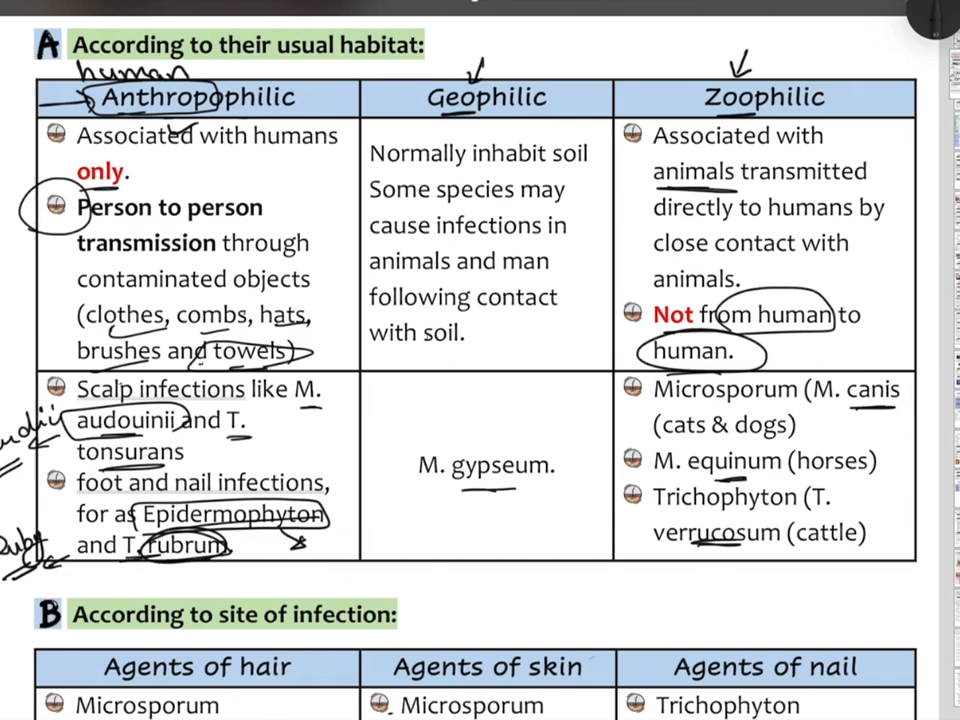 A According to their usual habitat:
human
Anthropophilic
Geophilic
Zoophilic
Associated with humans
only.
Person to person
transmission through
contaminated objects
(clothes, combs, hats,
brushes and towels)
Normally inhabit soil
Some species may
cause infections in
animals and man
following contact
with soil.
Associated with
animals transmitted
directly to humans by
close contact with
animals.
Not from human to
human.
Scalp infections like M.
audouinii and T.
tonsurans
foot and nail infections,
for as Epidermophyton
and T. rubrum.
M. gypseum.
Microsporum (M. canis
(cats & dogs)
M. equinum (horses)
Trichophyton (T.
verrucosum (cattle)
B According to site of infection:
Agents of hair
Agents of skin
Agents of nail
Microsporum
Microsporum
Trichophyton